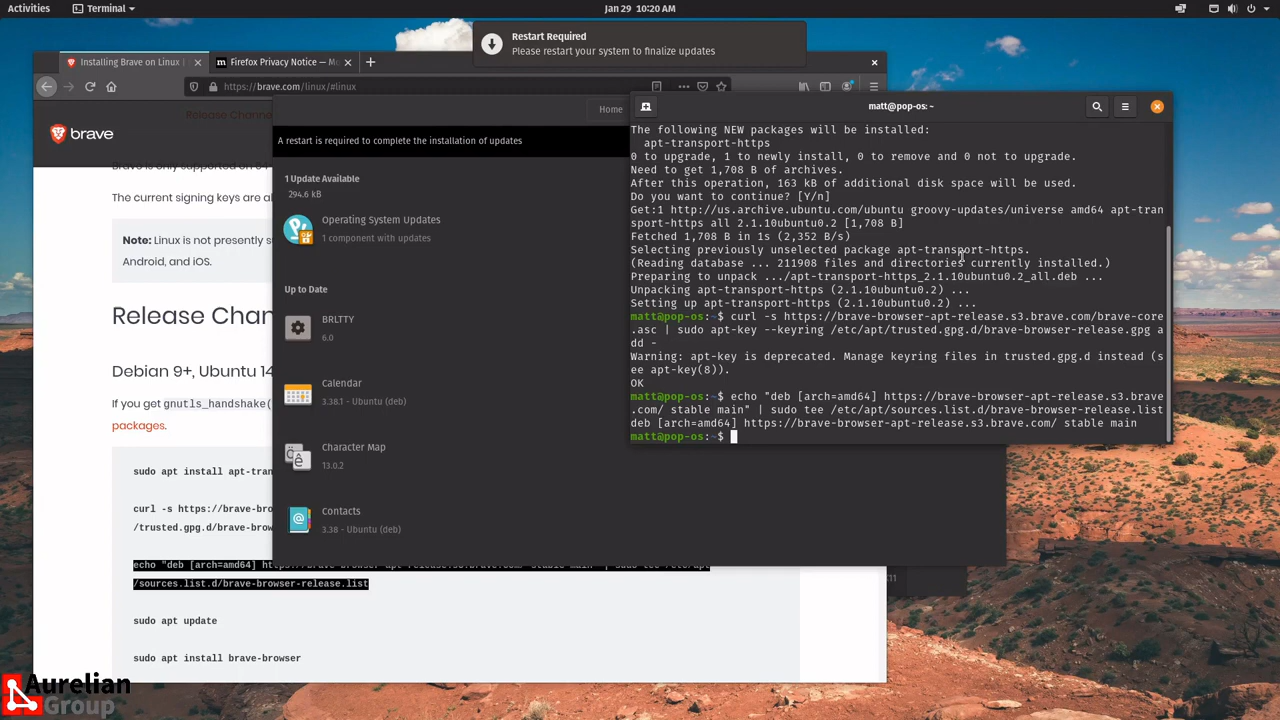 Activities
Terminal
Jan 29 10:20 AM
Restart Required
Please restart your system to finalize updates
Installing Brave on Linux |
Firefox Privacy Notice — Mo
https://brave.com/linux/#linux
Release Channe
brave
The current signing keys are al
Note: Linux is not presently s
Android, and iOS.
Release Chan
Debian 9+, Ubuntu 14
If you get gnutls_handshake(
packages.
sudo apt install apt-tran
curl -s https://brave-bro
/trusted.gpg.d/brave-brow
echo "deb [arch=amd64] https://brave-browser-apt-release.s3.brave.com/ stable main" | sudo tee /etc/apt
/sources.list.d/brave-browser-release.list
sudo apt update
sudo apt install brave-browser
Home
A restart is required to complete the installation of updates
1 Update Available
294.6 kB
Operating System Updates
1 component with updates
Up to Date
BRLTTY
6.0
Calendar
3.38.1 - Ubuntu (deb)
Character Map
13.0.2
Contacts
3.38 - Ubuntu (deb)
matt@pop-os: ~
The following NEW packages will be installed:
apt-transport-https
0 to upgrade, 1 to newly install, 0 to remove and 0 not to upgrade.
Need to get 1,708 B of archives.
After this operation, 163 kB of additional disk space will be used.
Do you want to continue? [Y/n]
Get:1 http://us.archive.ubuntu.com/ubuntu groovy-updates/universe amd64 apt-tran
sport-https all 2.1.10ubuntu0.2 [1,708 B]
Fetched 1,708 B in 1s (2,352 B/s)
Selecting previously unselected package apt-transport-https.
(Reading database ... 211908 files and directories currently installed.)
Preparing to unpack .../apt-transport-https_2.1.10ubuntu0.2_all.deb ...
Unpacking apt-transport-https (2.1.10ubuntu0.2) ...
Setting up apt-transport-https (2.1.10ubuntu0.2) ...
matt@pop-os:~$ curl -s https://brave-browser-apt-release.s3.brave.com/brave-core
.asc | sudo apt-key --keyring /etc/apt/trusted.gpg.d/brave-browser-release.gpg a
dd -
Warning: apt-key is deprecated. Manage keyring files in trusted.gpg.d instead (s
ee apt-key(8)).
OK
matt@pop-os:~$ echo "deb [arch=amd64] https://brave-browser-apt-release.s3.brave
.com/ stable main" | sudo tee /etc/apt/sources.list.d/brave-browser-release.list
deb [arch=amd64] https://brave-browser-apt-release.s3.brave.com/ stable main
matt@pop-os:~$
Aurelian
Group